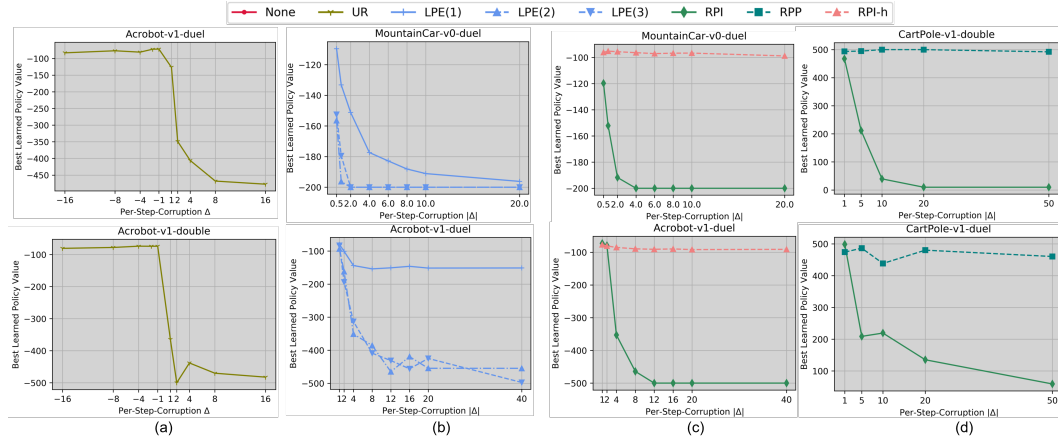 None UR LPE(1) LPE(2) LPE(3) RPI RPP RPI-h
Acrobot-v1-duel
Best Learned Policy Value
−100
−150
−200
−250
−300
−350
−400
−450
−16 −8 −4 −1 1 2 4 8 16
Per-Step-Corruption Δ
MountainCar-v0-duel
Best Learned Policy Value
−120
−140
−160
−180
−200
0.5 2.0 4.0 6.0 8.0 10.0 20.0
Per-Step-Corruption |Δ|
MountainCar-v0-duel
Best Learned Policy Value
−100
−120
−140
−160
−180
−200
0.5 2.0 4.0 6.0 8.0 10.0 20.0
Per-Step-Corruption |Δ|
CartPole-v1-double
Best Learned Policy Value
500
400
300
200
100
0
1 5 10 20 50
Per-Step-Corruption |Δ|
Acrobot-v1-double
Best Learned Policy Value
−100
−200
−300
−400
−500
−16 −8 −4 −1 1 2 4 8 16
Per-Step-Corruption Δ
(a)
Acrobot-v1-duel
Best Learned Policy Value
−100
−200
−300
−400
−500
1 2 4 8 12 16 20 40
Per-Step-Corruption |Δ|
(b)
Acrobot-v1-duel
Best Learned Policy Value
−100
−200
−300
−400
−500
1 2 4 8 12 16 20 40
Per-Step-Corruption |Δ|
(c)
CartPole-v1-duel
Best Learned Policy Value
500
400
300
200
100
1 5 10 20 50
Per-Step-Corruption |Δ|
(d)